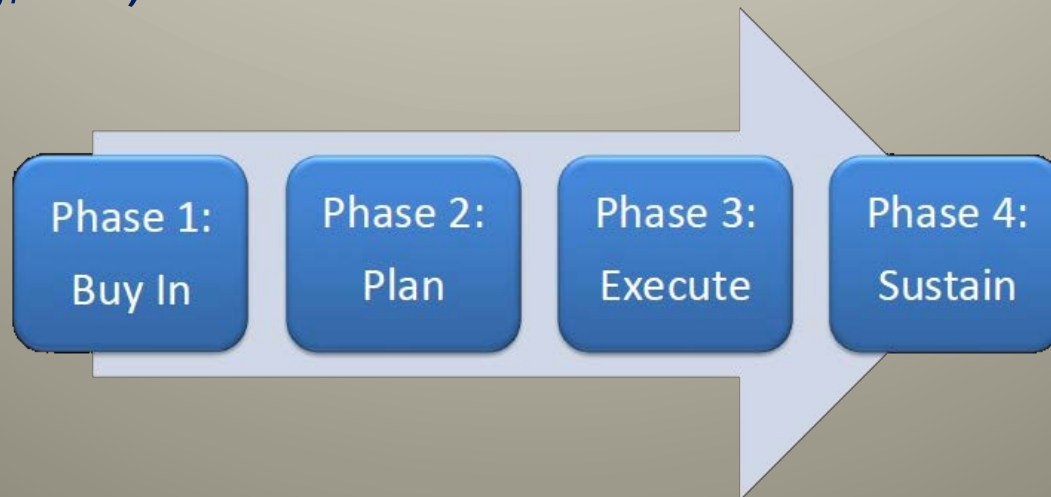 Phase 1:
Buy In
Phase 2:
Plan
Phase 3:
Execute
Phase 4:
Sustain